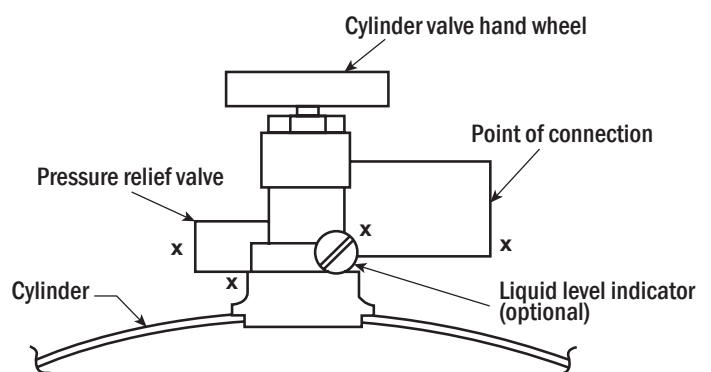 Cylinder valve hand wheel
Point of connection
Pressure relief valve
x
x
x
x
Cylinder
Liquid level indicator
(optional)